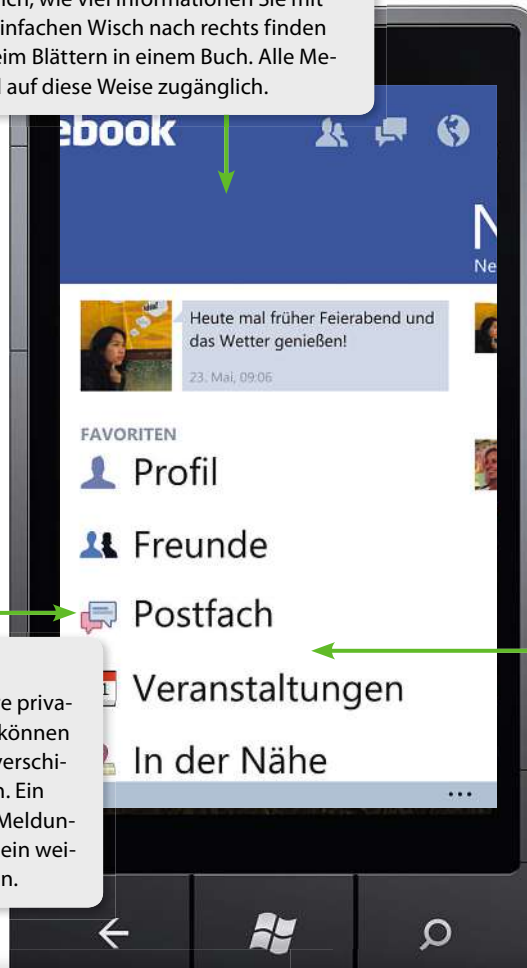 ich, wie viel Informationen Sie mit
infachen Wisch nach rechts finden
eim Blättern in einem Buch. Alle Me-
auf diese Weise zugänglich.
ebook
N
Ne
Heute mal früher Feierabend und
das Wetter genießen!
23. Mai, 09:06
FAVORITEN
Profil
Freunde
Postfach
1
Veranstaltungen
In der Nähe
...
e priva-
können
verschi-
n. Ein
Meldun-
ein wei-
n.